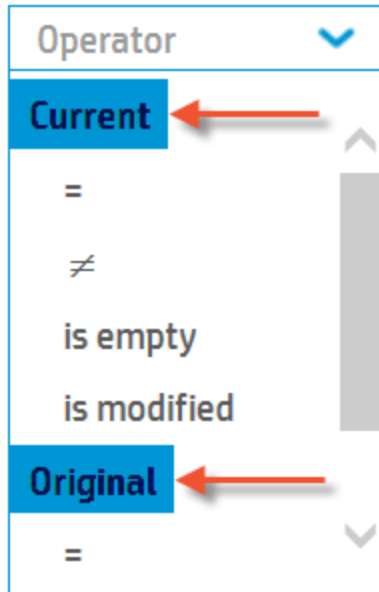 Operator
Current
=
≠
is empty
is modified
Original
=